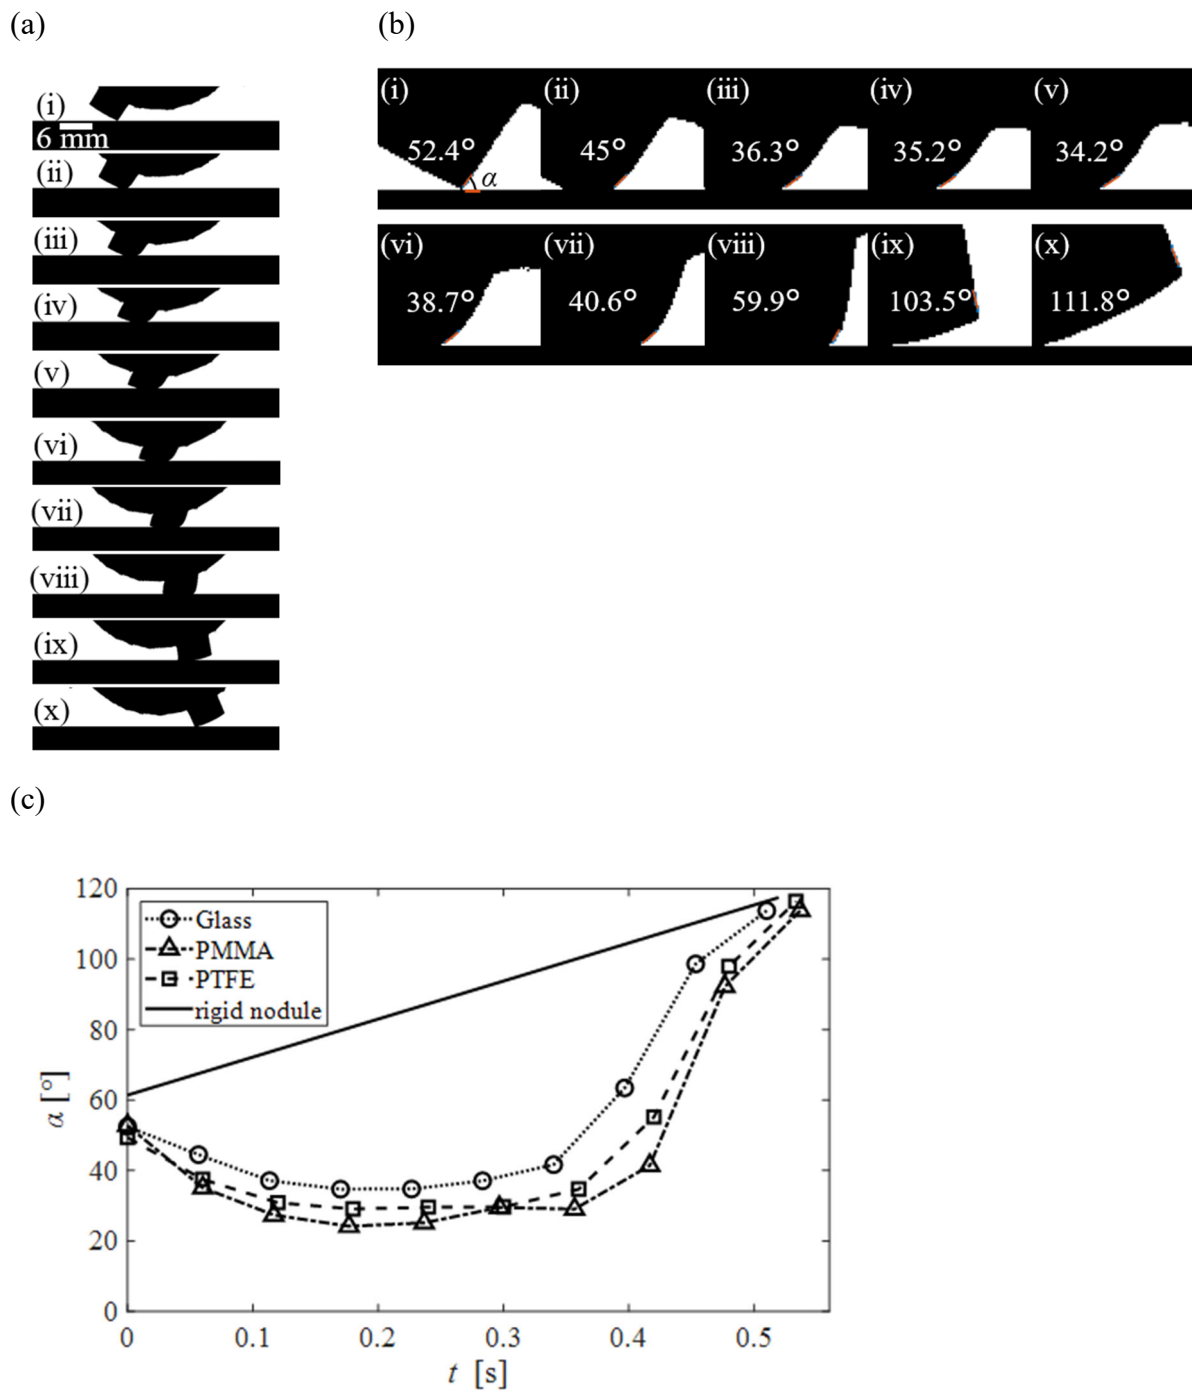 (a)
(b)
(i)
6 mm
(ii)
(iii)
(iv)
(v)
(vi)
(vii)
(viii)
(ix)
(x)
(i) (ii) (iii) (iv) (v)
52.4° α 45° 36.3° 35.2° 34.2°
(vi) (vii) (viii) (ix) (x)
38.7° 40.6° 59.9° 103.5° 111.8°
(c)
120
100
80
60
40
20
0
α [°]
Glass
PMMA
PTFE
rigid nodule
0 0.1 0.2 0.3 0.4 0.5
t [s]